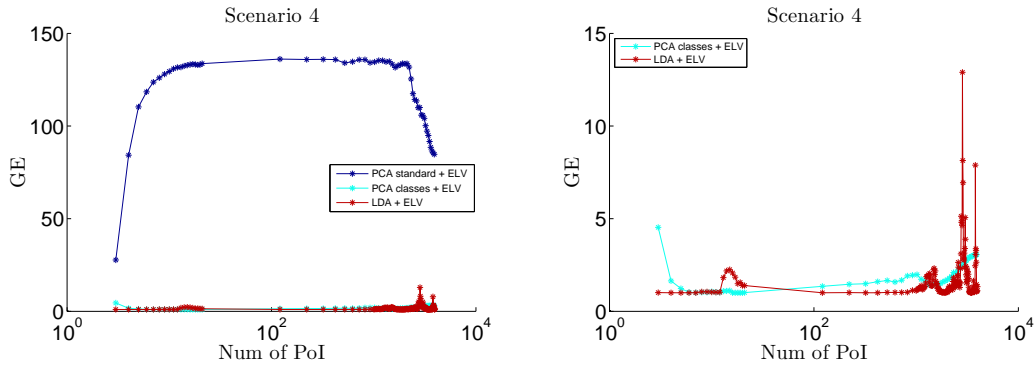 Scenario 4
150
100
50
0
GE
PCA standard + ELV
PCA classes + ELV
LDA + ELV
10^0
10^2
10^4
Num of PoI
Scenario 4
15
10
5
0
GE
PCA classes + ELV
LDA + ELV
10^0
10^2
10^4
Num of PoI